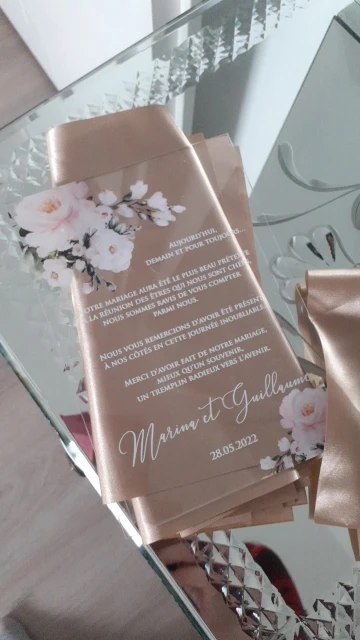 AUJOURD'HUI,
DEMAIN ET POUR TOUJOURS...
NOTRE MARIAGE AURA ÉTÉ LE PLUS BEAU PRÉTEXTE
LA RÉUNION DES ÊTRES QUI NOUS SONT CHERS
NOUS SOMMES RAVIS DE VOUS COMPTER
PARMI NOUS.
NOUS VOUS REMERCIONS D'AVOIR ÉTÉ PRÉSENT
À NOS CÔTÉS EN CETTE JOURNÉE INOUBLIABLE.
MERCI D'AVOIR FAIT DE NOTRE MARIAGE,
MIEUX QU'UN SOUVENIR,
UN TREMPLIN RADIEUX VERS L'AVENIR.
Marina et Guillaume
28.05.2022